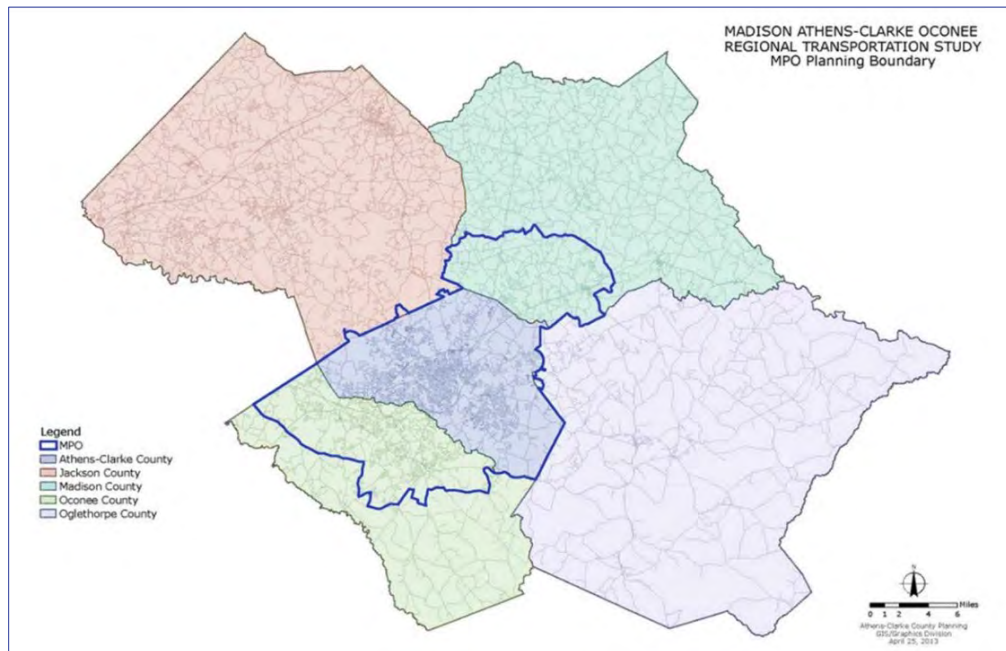 MADISON ATHENS-CLARKE OCONEE
REGIONAL TRANSPORTATION STUDY
MPO Planning Boundary
Legend
MPO
Athens-Clarke County
Jackson County
Madison County
Oconee County
Oglethorpe County
N
Miles
0 1 2 4 6
Athens-Clarke County Planning
GIS/Graphics Division
April 25, 2013